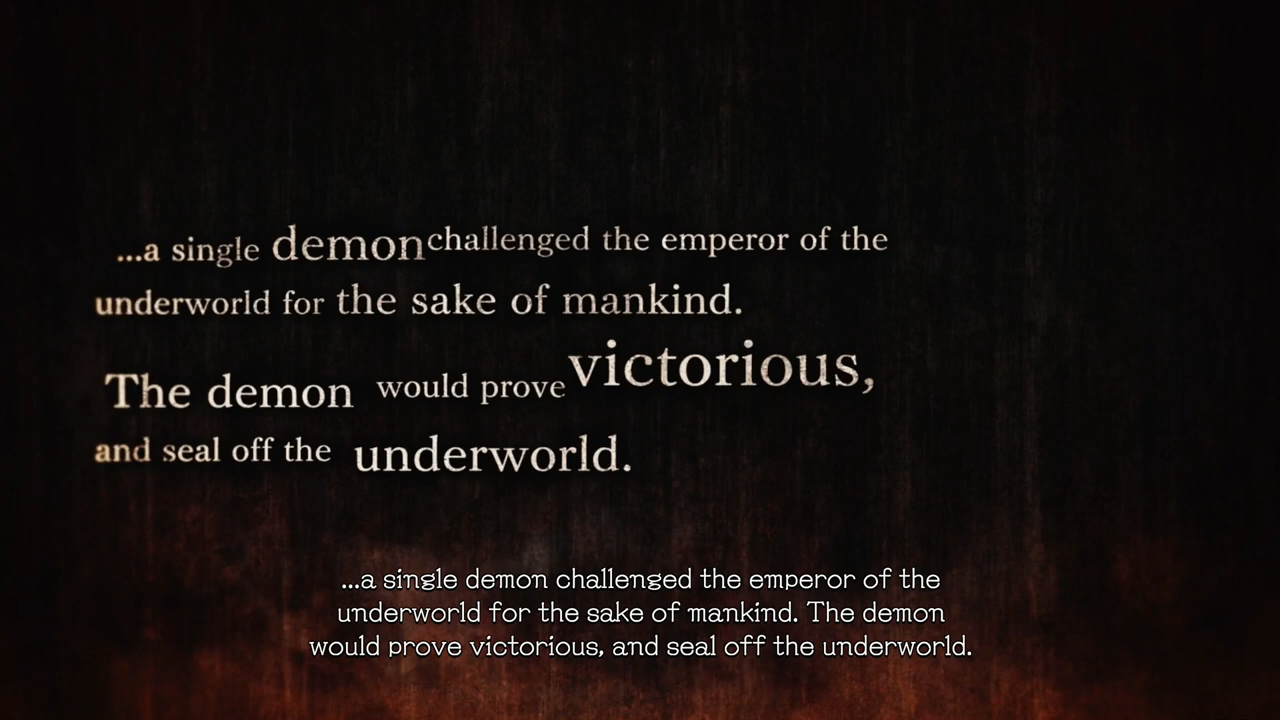 ...a single demon challenged the emperor of the
underworld for the sake of mankind.
The demon would prove victorious,
and seal off the underworld.
...a single demon challenged the emperor of the
underworld for the sake of mankind. The demon
would prove victorious, and seal off the underworld.